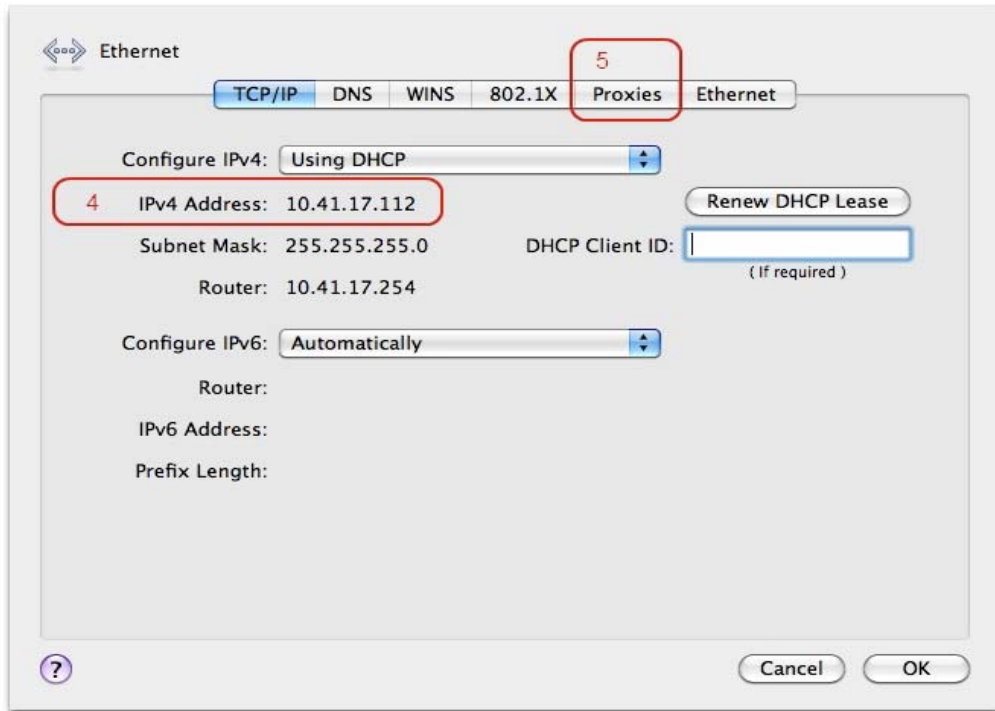 Ethernet
5
TCP/IP DNS WINS 802.1X Proxies Ethernet
Configure IPv4: Using DHCP
4 IPv4 Address: 10.41.17.112 Renew DHCP Lease
Subnet Mask: 255.255.255.0 DHCP Client ID:
( If required )
Router: 10.41.17.254
Configure IPv6: Automatically
Router:
IPv6 Address:
Prefix Length:
? Cancel OK